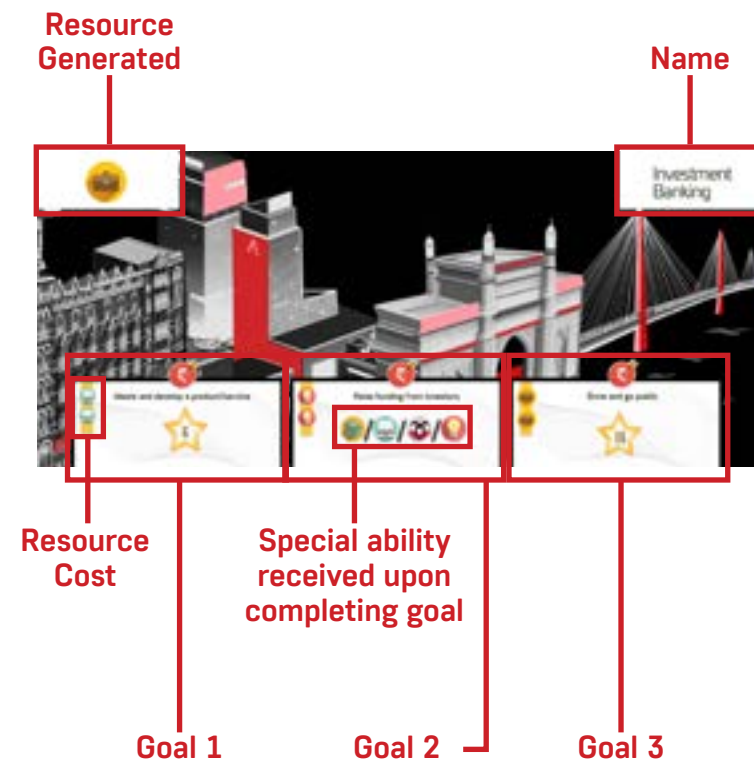 Resource
Generated
Name
Investment
Banking
Ideate and develop a product/service
Raise funding from investors
Grow and go public
/ / /
Resource
Cost
Special ability
received upon
completing goal
Goal 1
Goal 2
Goal 3